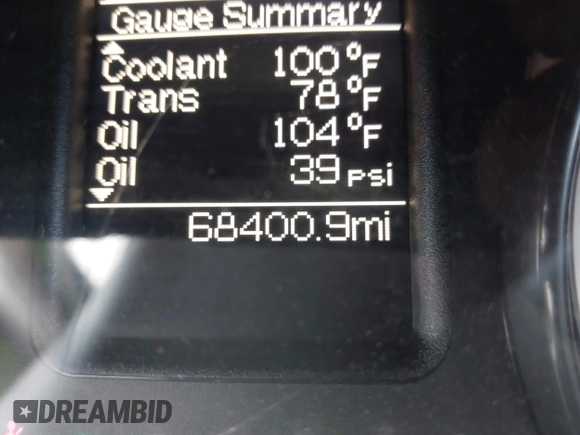 Gauge Summary
Coolant 100°F
Trans 78°F
Oil 104°F
Oil 39 PSI
68400.9mi
DREAMBID